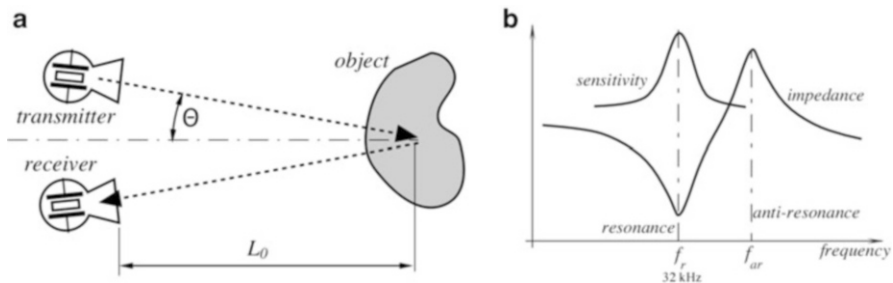 a
object
transmitter
Θ
receiver
L0
b
sensitivity
impedance
resonance
anti-resonance
fr
far
frequency
32 kHz